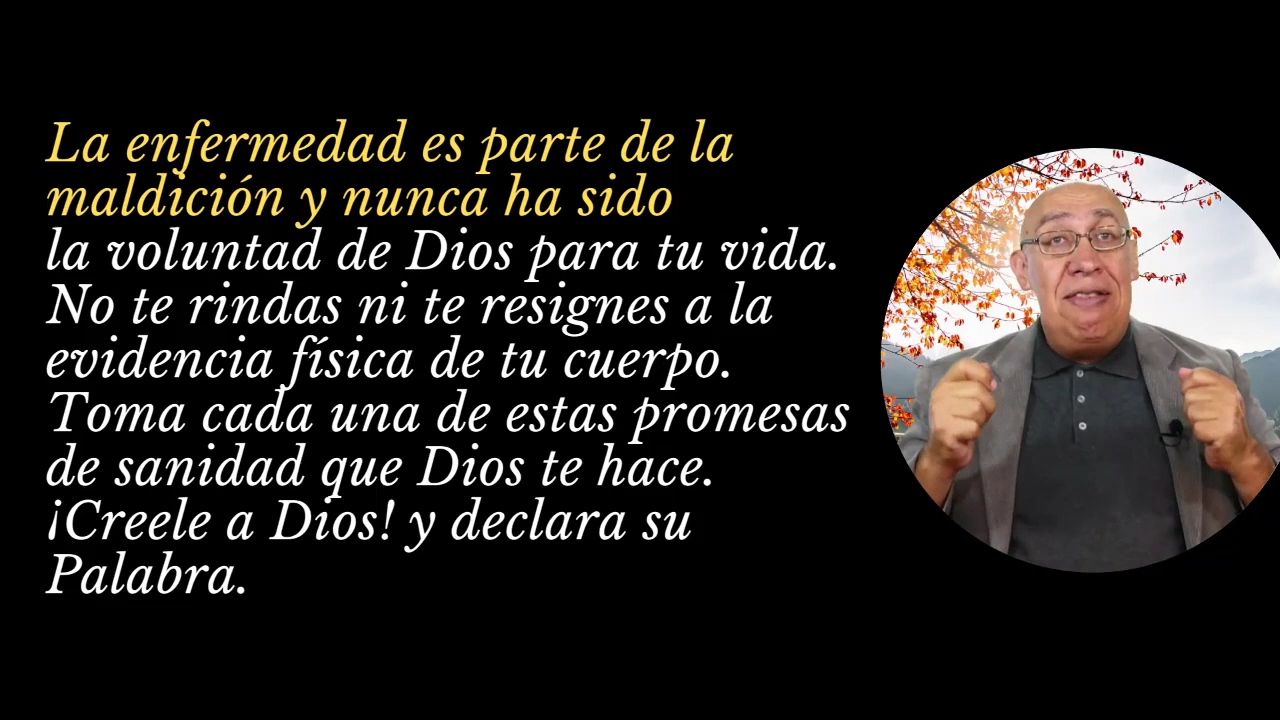 La enfermedad es parte de la
maldición y nunca ha sido
la voluntad de Dios para tu vida.
No te rindas ni te resignes a la
evidencia física de tu cuerpo.
Toma cada una de estas promesas
de sanidad que Dios te hace.
¡Creele a Dios! y declara su
Palabra.